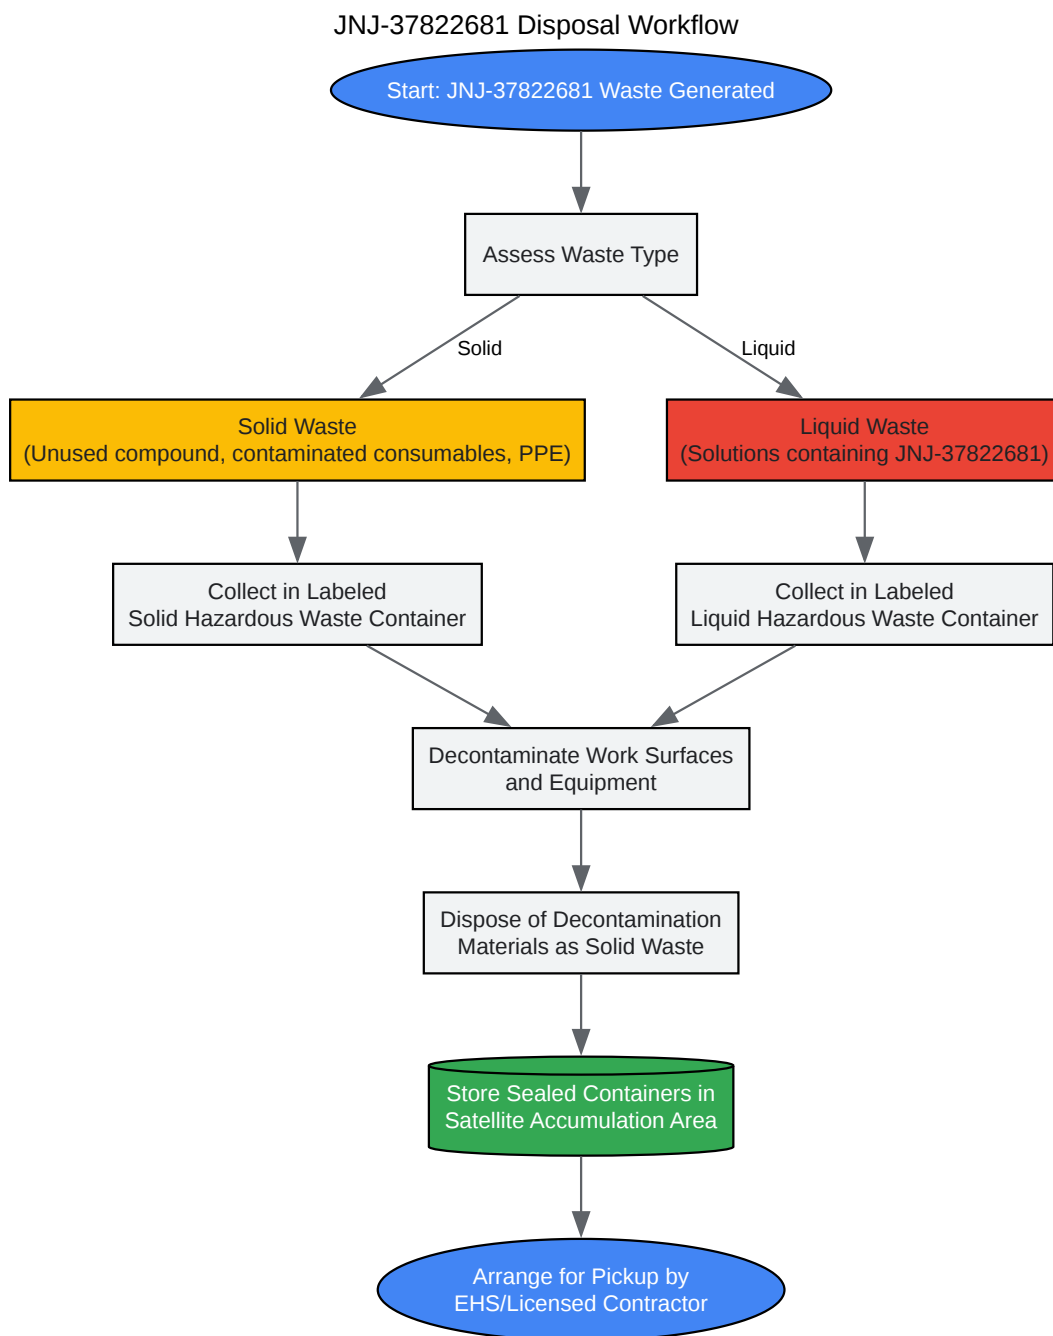 JNJ-37822681 Disposal Workflow
Start: JNJ-37822681 Waste Generated
Assess Waste Type
Solid
Liquid
Solid Waste
(Unused compound, contaminated consumables, PPE)
Liquid Waste
(Solutions containing JNJ-37822681)
Collect in Labeled
Solid Hazardous Waste Container
Collect in Labeled
Liquid Hazardous Waste Container
Decontaminate Work Surfaces
and Equipment
Dispose of Decontamination
Materials as Solid Waste
Store Sealed Containers in
Satellite Accumulation Area
Arrange for Pickup by
EHS/Licensed Contractor